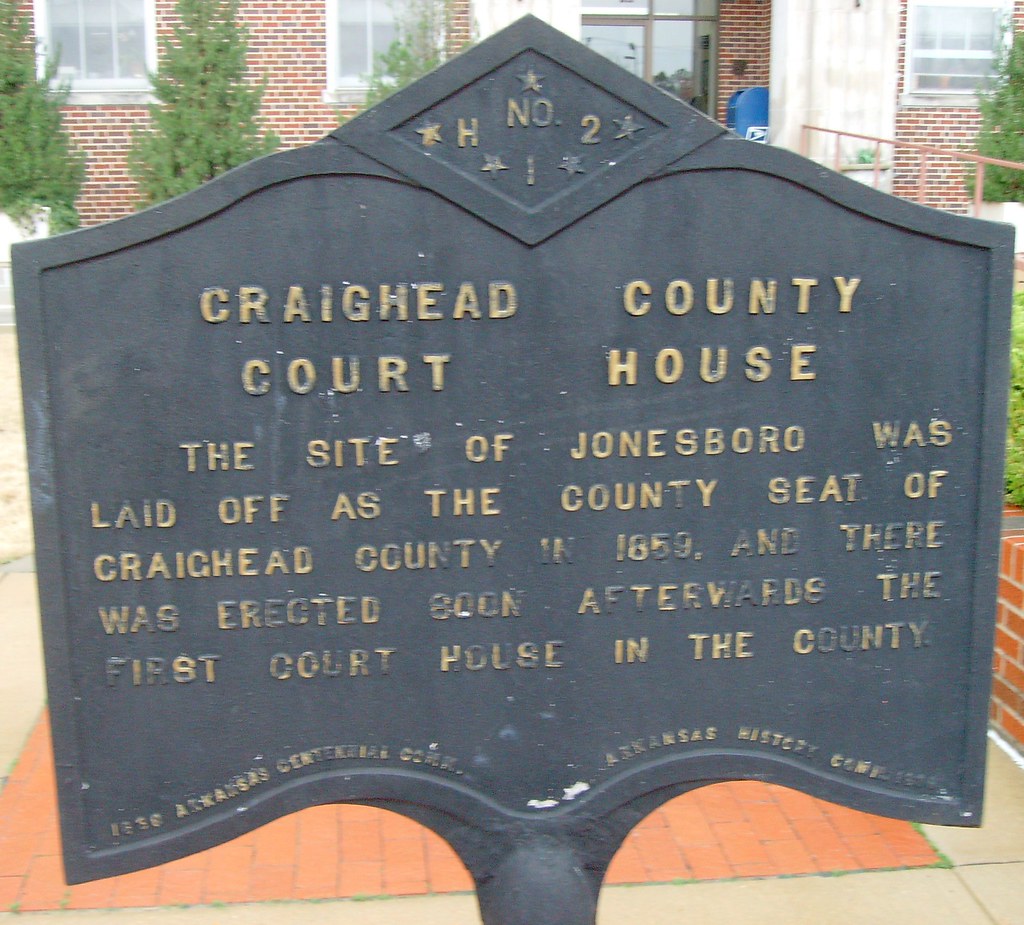 NO.
H 2
1
CRAIGHEAD COUNTY
COURT HOUSE
THE SITE OF JONESBORO WAS
LAID OFF AS THE COUNTY SEAT OF
CRAIGHEAD COUNTY IN 1859, AND THERE
WAS ERECTED SOON AFTERWARDS THE
FIRST COURT HOUSE IN THE COUNTY.
1936 ARKANSAS CENTENNIAL COMM.
ARKANSAS HISTORY COMM.